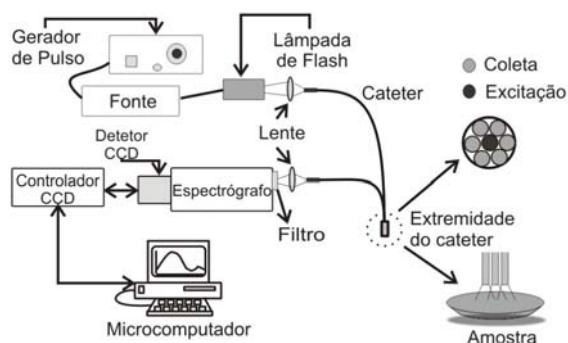 Gerador
de Pulso
Lâmpada
de Flash
Coleta
Excitação
Fonte
Cateter
Lente
Detetor
CCD
Controlador
CCD
Espectrógrafo
Filtro
Extremidade
do cateter
Microcomputador
Amostra